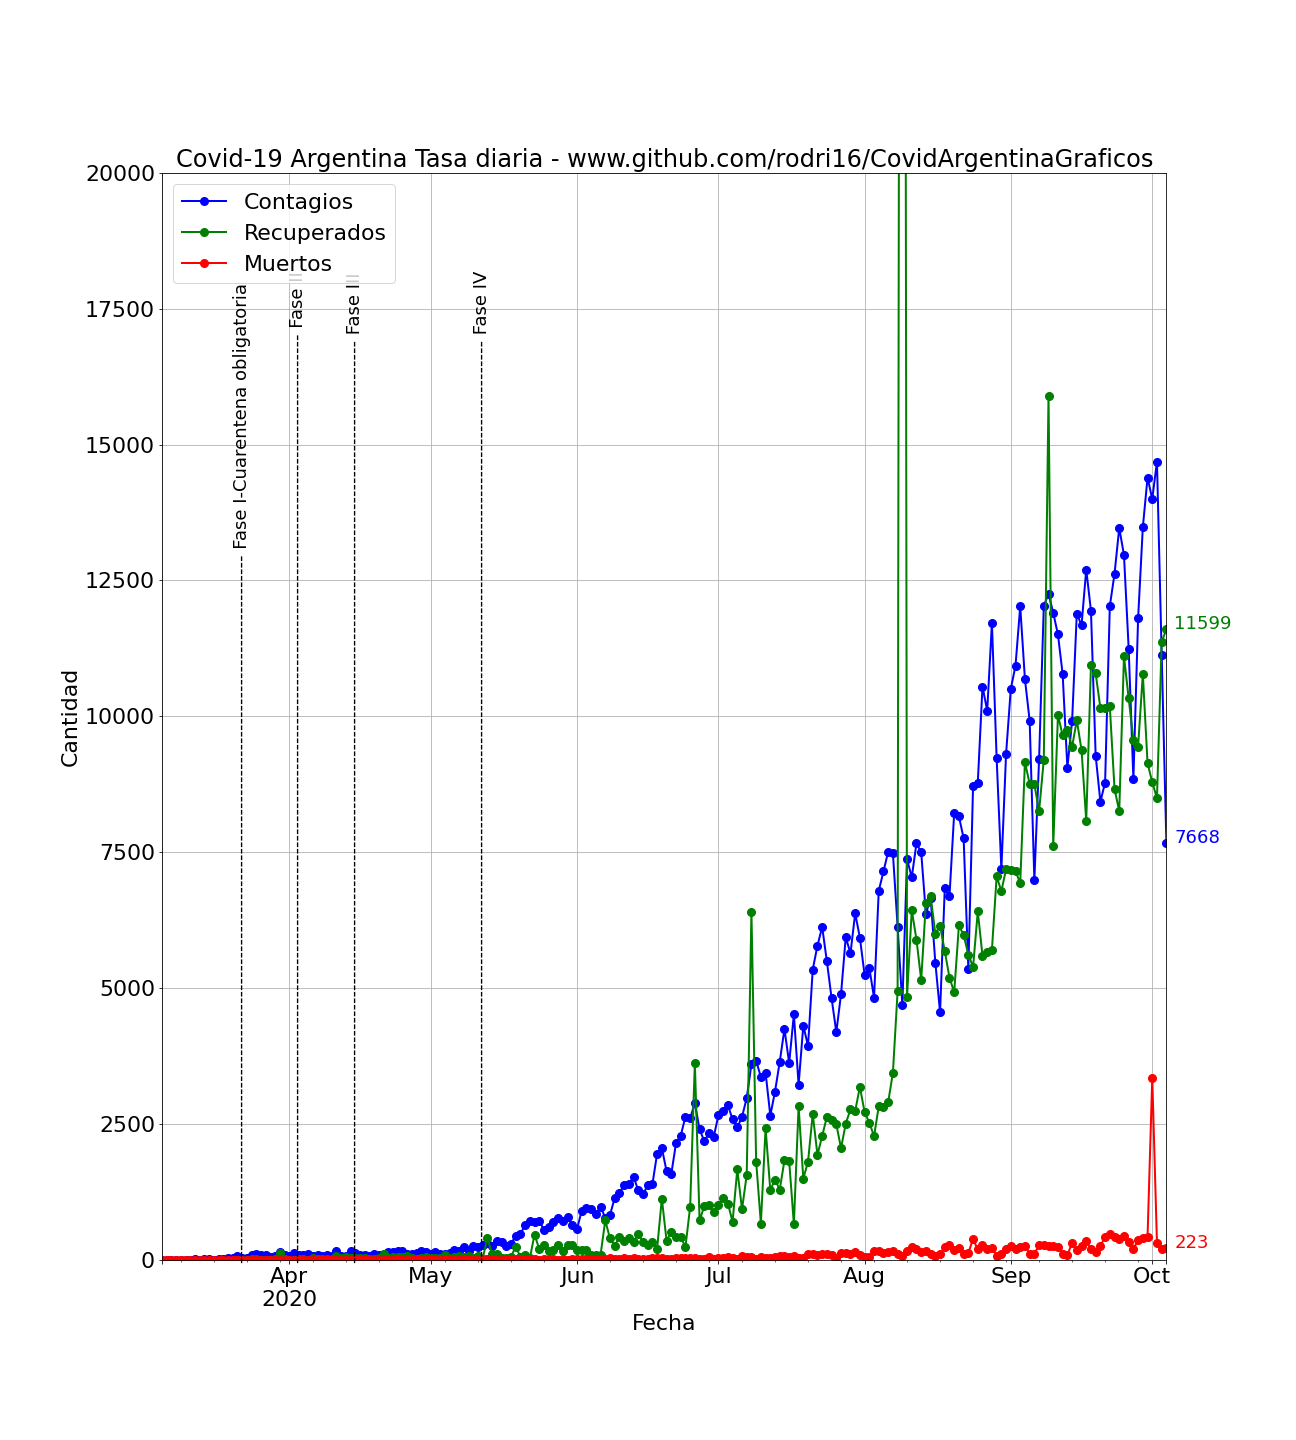 Covid-19 Argentina Tasa diaria - www.github.com/rodri16/CovidArgentinaGraficos
20000
17500
15000
12500
10000
7500
5000
2500
0
Cantidad
Contagios
Recuperados
Muertos
Fase I-Cuarentena obligatoria
Fase II
Fase III
Fase IV
11599
7668
223
Apr
2020
May
Jun
Jul
Aug
Sep
Oct
Fecha